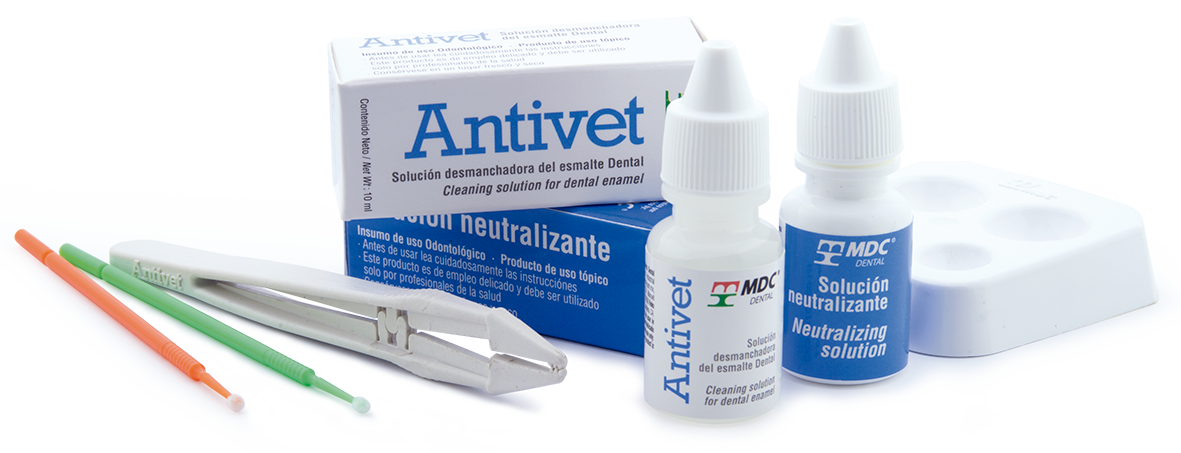 Antivet Solución desmanchadora
del esmalte Dental
Insumo de uso Odontológico · Producto de uso tópico
- Antes de usar lea cuidadosamente las instrucciónes
- Este producto es de empleo delicado y debe ser utilizado
solo por profesionales de la salud
- Consérvese en un lugar fresco y seco
Contenido Neto / Net Wt : 10 ml
Antivet
Solución desmanchadora del esmalte Dental
Cleaning solution for dental enamel
neutralizante
Insumo de uso Odontológico · Producto de uso tópico
- Antes de usar lea cuidadosamente las instrucciónes
- Este producto es de empleo delicado y debe ser utilizado
solo por profesionales de la salud
Antivet
Antivet
MDC®
DENTAL
Solución
desmanchadora
del esmalte Dental
Cleaning solution
for dental enamel
MDC®
DENTAL
Solución
neutralizante
Neutralizing
solution